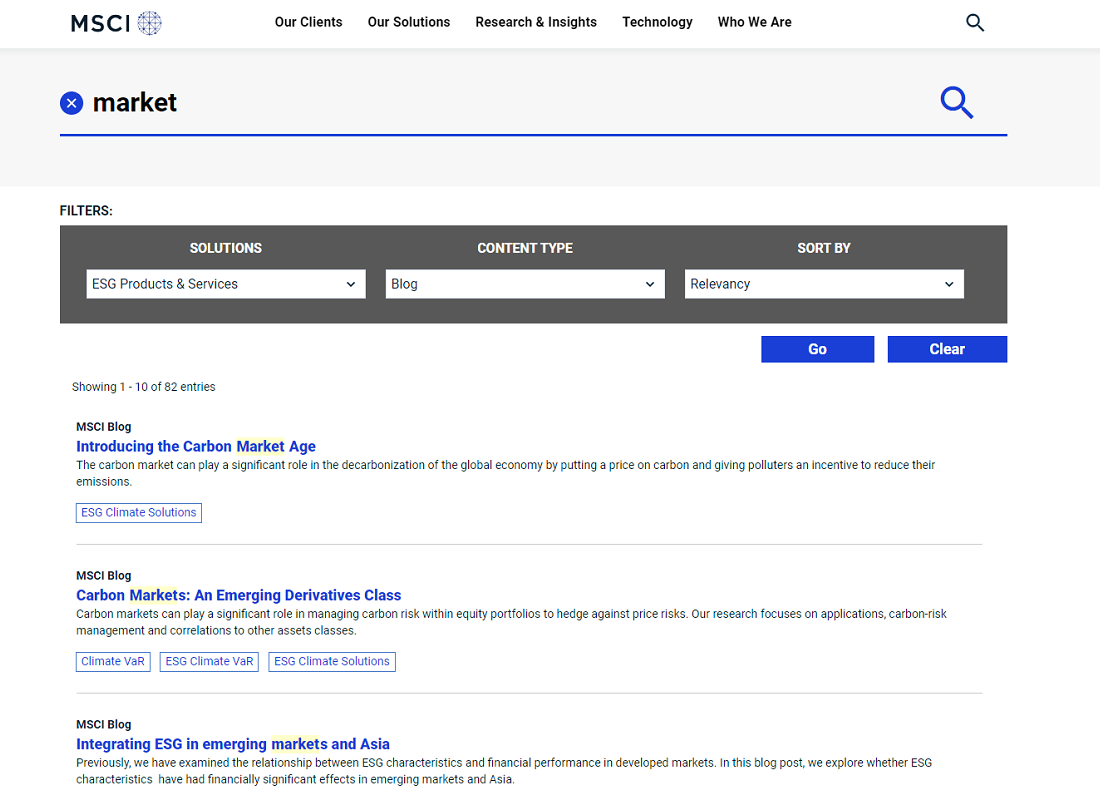 MSCI
Our Clients Our Solutions Research & Insights Technology Who We Are
market
FILTERS:
SOLUTIONS CONTENT TYPE SORT BY
ESG Products & Services Blog Relevancy
Go Clear
Showing 1 - 10 of 82 entries
MSCI Blog
Introducing the Carbon Market Age
The carbon market can play a significant role in the decarbonization of the global economy by putting a price on carbon and giving polluters an incentive to reduce their
emissions.
ESG Climate Solutions
MSCI Blog
Carbon Markets: An Emerging Derivatives Class
Carbon markets can play a significant role in managing carbon risk within equity portfolios to hedge against price risks. Our research focuses on applications, carbon-risk
management and correlations to other assets classes.
Climate VaR ESG Climate VaR ESG Climate Solutions
MSCI Blog
Integrating ESG in emerging markets and Asia
Previously, we have examined the relationship between ESG characteristics and financial performance in developed markets. In this blog post, we explore whether ESG
characteristics have had financially significant effects in emerging markets and Asia.